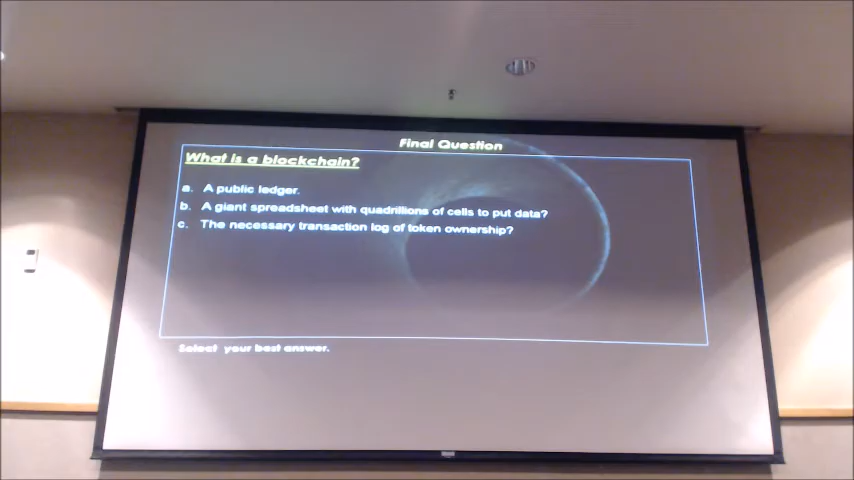 Final Question
What is a blockchain?
a. A public ledger.
b. A giant spreadsheet with quadrillions of cells to put data?
c. The necessary transaction log of token ownership?
Select your best answer.